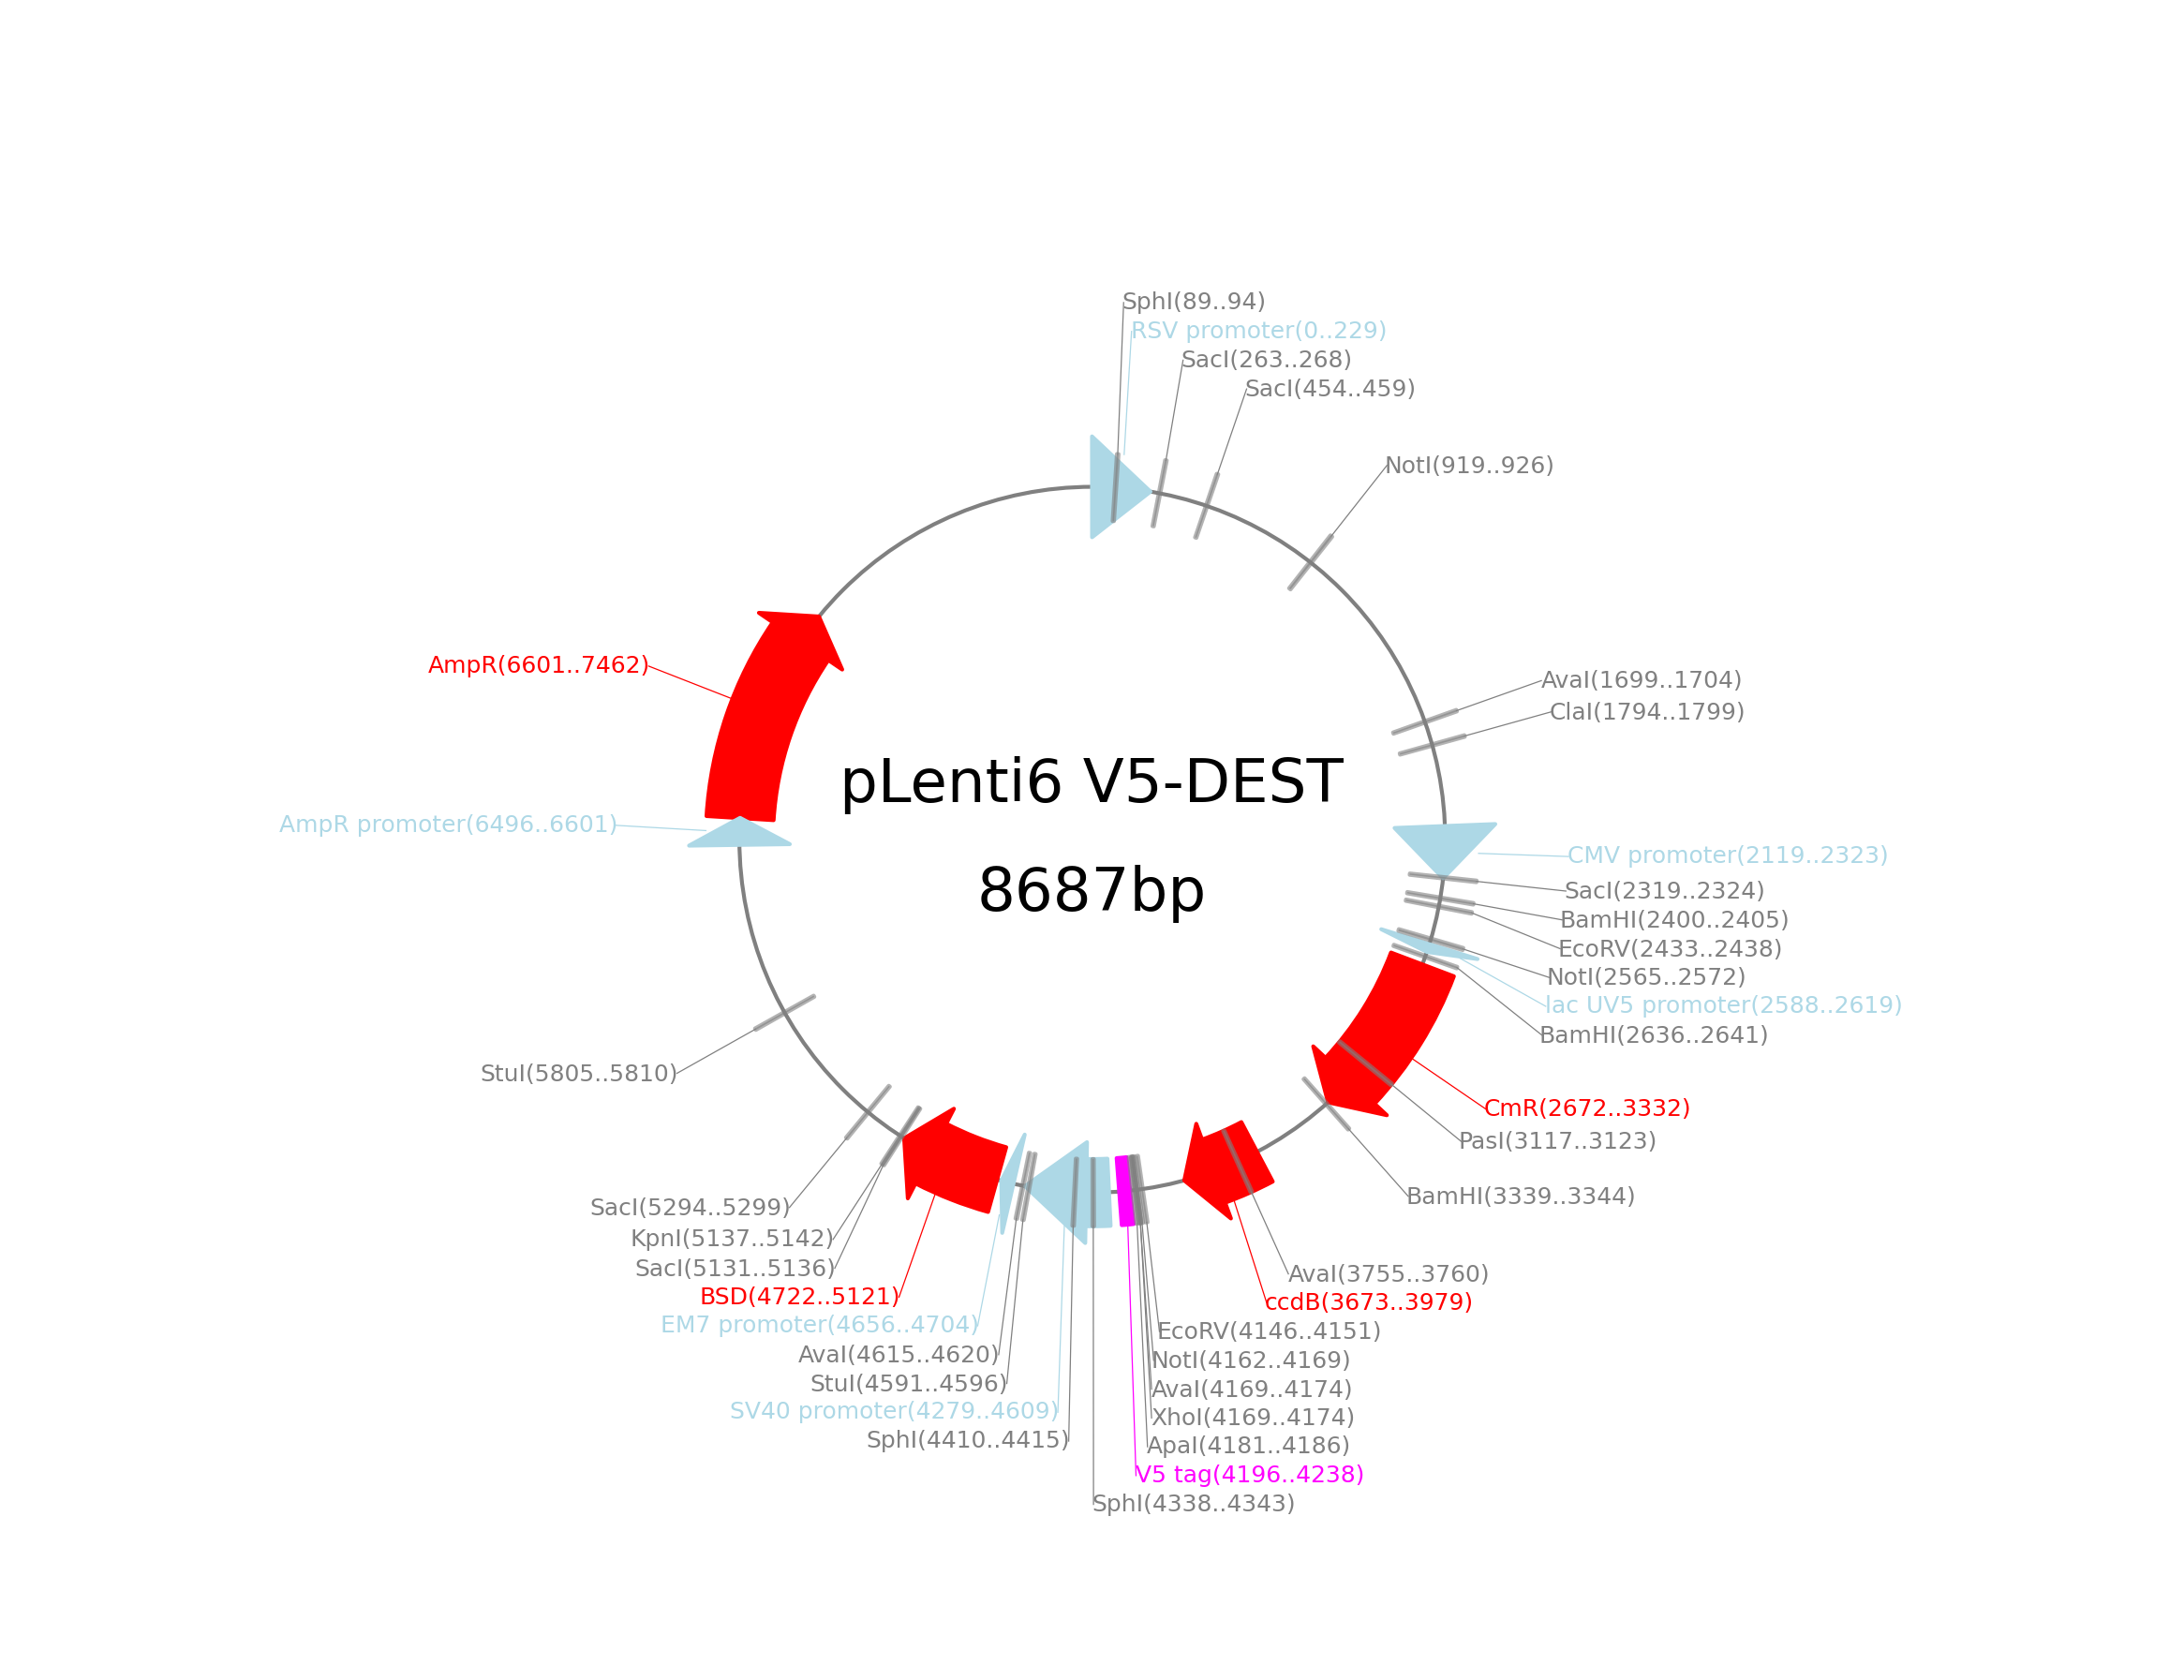 SphI(89..94)
RSV promoter(0..229)
SacI(263..268)
SacI(454..459)
NotI(919..926)
AmpR(6601..7462)
AvaI(1699..1704)
ClaI(1794..1799)
pLenti6 V5-DEST
8687bp
AmpR promoter(6496..6601)
CMV promoter(2119..2323)
SacI(2319..2324)
BamHI(2400..2405)
EcoRV(2433..2438)
NotI(2565..2572)
lac UV5 promoter(2588..2619)
BamHI(2636..2641)
StuI(5805..5810)
CmR(2672..3332)
PasI(3117..3123)
BamHI(3339..3344)
SacI(5294..5299)
KpnI(5137..5142)
SacI(5131..5136)
BSD(4722..5121)
EM7 promoter(4656..4704)
AvaI(4615..4620)
StuI(4591..4596)
SV40 promoter(4279..4609)
SphI(4410..4415)
AvaI(3755..3760)
ccdB(3673..3979)
EcoRV(4146..4151)
NotI(4162..4169)
AvaI(4169..4174)
XhoI(4169..4174)
ApaI(4181..4186)
V5 tag(4196..4238)
SphI(4338..4343)